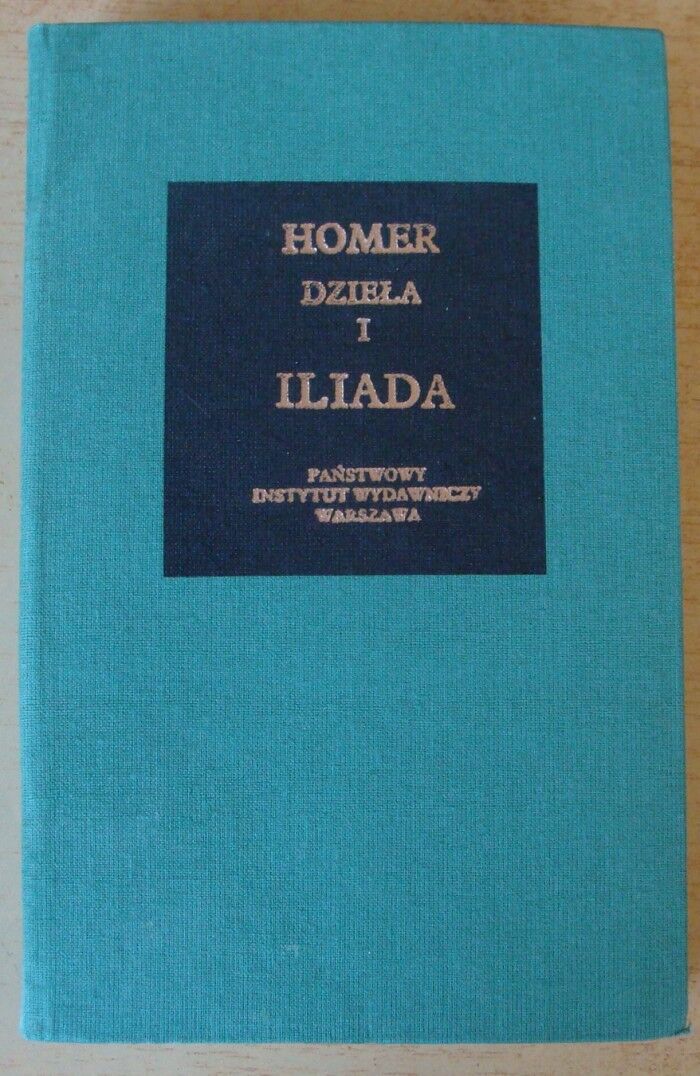 HOMER
DZIEŁA
I
ILIADA
PAŃSTWOWY
INSTYTUT WYDAWNICZY
WARSZAWA